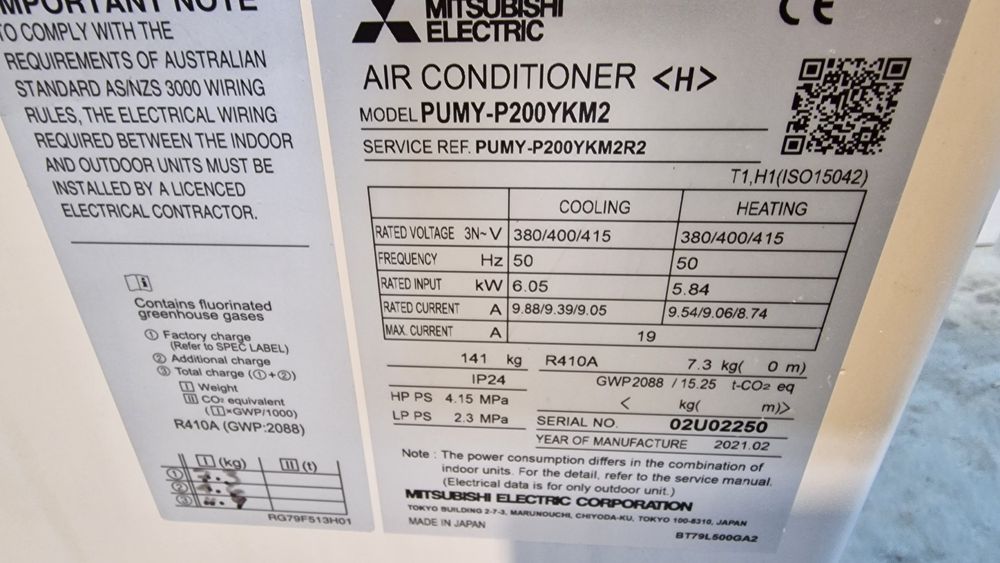 IMPORTANT NOTE
TO COMPLY WITH THE
REQUIREMENTS OF AUSTRALIAN
STANDARD AS/NZS 3000 WIRING
RULES, THE ELECTRICAL WIRING
REQUIRED BETWEEN THE INDOOR
AND OUTDOOR UNITS MUST BE
INSTALLED BY A LICENCED
ELECTRICAL CONTRACTOR.
Contains fluorinated
greenhouse gases
① Factory charge
(Refer to SPEC LABEL)
② Additional charge
③ Total charge (①+②)
Ⅰ Weight
Ⅱ CO₂ equivalent
(Ⅰ×GWP/1000)
R410A (GWP:2088)
Ⅰ (kg) Ⅱ (t)
①
②
③
RG79F513H01
MITSUBISHI
ELECTRIC
CE
AIR CONDITIONER <H>
MODEL PUMY-P200YKM2
SERVICE REF. PUMY-P200YKM2R2
T1,H1(ISO15042)
COOLING HEATING
RATED VOLTAGE 3N~V 380/400/415 380/400/415
FREQUENCY Hz 50 50
RATED INPUT kW 6.05 5.84
RATED CURRENT A 9.88/9.39/9.05 9.54/9.06/8.74
MAX. CURRENT A 19
141 kg R410A 7.3 kg( 0 m)
IP24 GWP2088 / 15.25 t-CO₂ eq
HP PS 4.15 MPa < kg( m)>
LP PS 2.3 MPa SERIAL NO. 02U02250
YEAR OF MANUFACTURE 2021.02
Note : The power consumption differs in the combination of
indoor units. For the detail, refer to the service manual.
(Electrical data is for only outdoor unit.)
MITSUBISHI ELECTRIC CORPORATION
TOKYO BUILDING 2-7-3, MARUNOUCHI, CHIYODA-KU, TOKYO 100-8310, JAPAN
MADE IN JAPAN
BT79L500GA2